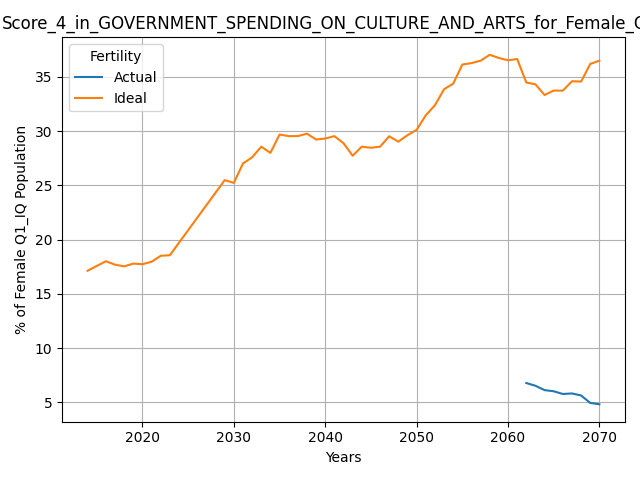 Score_4_in_GOVERNMENT_SPENDING_ON_CULTURE_AND_ARTS_for_Female_
Fertility
Actual
Ideal
% of Female Q1_IQ Population
35
30
25
20
15
10
5
2020 2030 2040 2050 2060 2070
Years